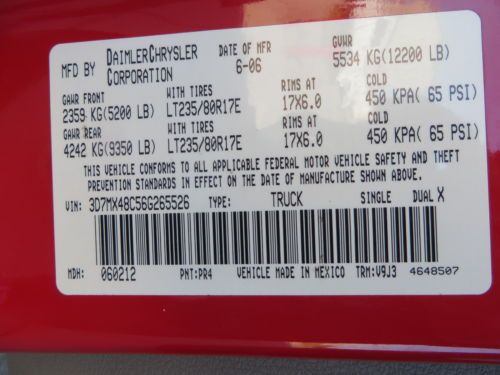 MFD BY DAIMLERCHRYSLER CORPORATION
DATE OF MFR 6-06
GVWR 5534 KG(12200 LB)
GAWR FRONT WITH TIRES RIMS AT COLD
2359 KG(5200 LB) LT235/80R17E 17X6.0 450 KPA( 65 PSI)
GAWR REAR WITH TIRES RIMS AT COLD
4242 KG(9350 LB) LT235/80R17E 17X6.0 450 KPA( 65 PSI)
THIS VEHICLE CONFORMS TO ALL APPLICABLE FEDERAL MOTOR VEHICLE SAFETY AND THEFT
PREVENTION STANDARDS IN EFFECT ON THE DATE OF MANUFACTURE SHOWN ABOVE.
VIN: 3D7MX48C56G265526 TYPE: TRUCK SINGLE DUAL X
MDH: 060212 PNT:PR4 VEHICLE MADE IN MEXICO TRM:V9J3 4648507